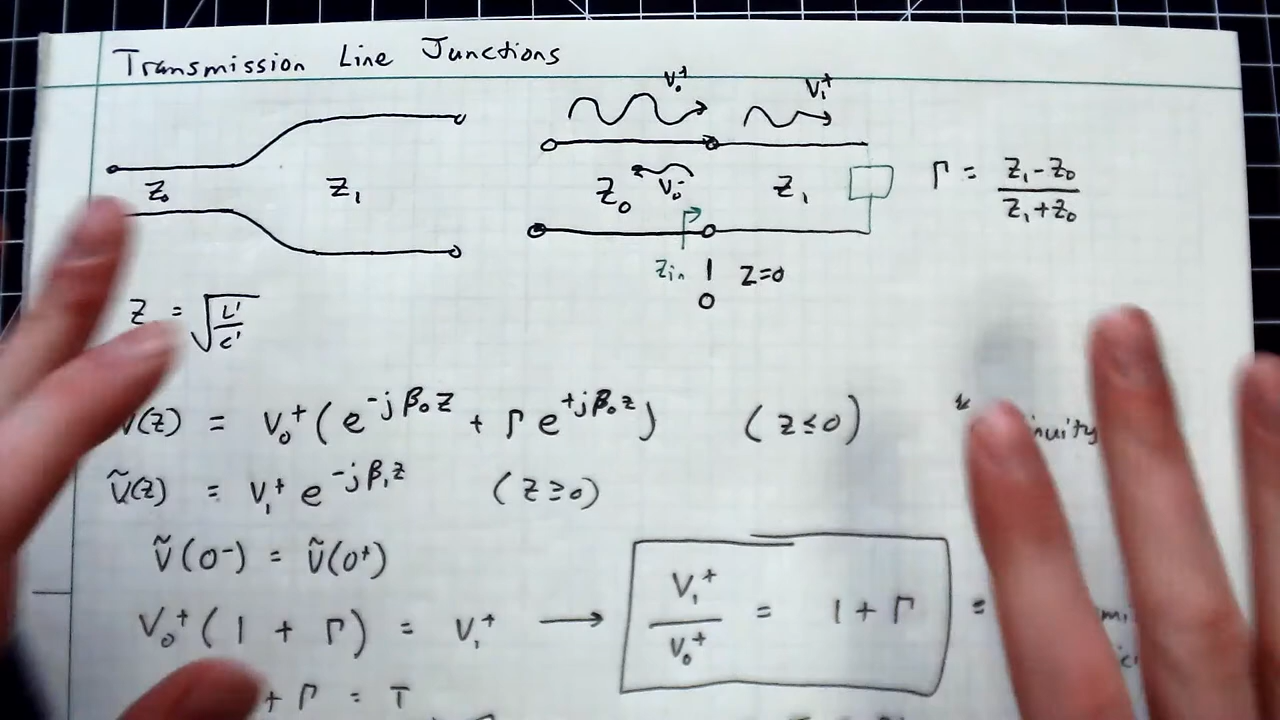 Transmission Line Junctions
V₀⁺ V₁⁺
Z₀ Z₁ Z₀ V₀⁻ Z₁ Γ = (Z₁-Z₀)/(Z₁+Z₀)
Zin z=0
0
Z = √(L'/C')
V(z) = V₀⁺(e^{-jβ₀z} + Γe^{+jβ₀z}) (z≤0)
Ṽ(z) = V₁⁺e^{-jβ₁z} (z≥0)
Ṽ(0⁻) = Ṽ(0⁺)
V₀⁺(1 + Γ) = V₁⁺ → V₁⁺/V₀⁺ = 1+Γ =
+ Γ = T